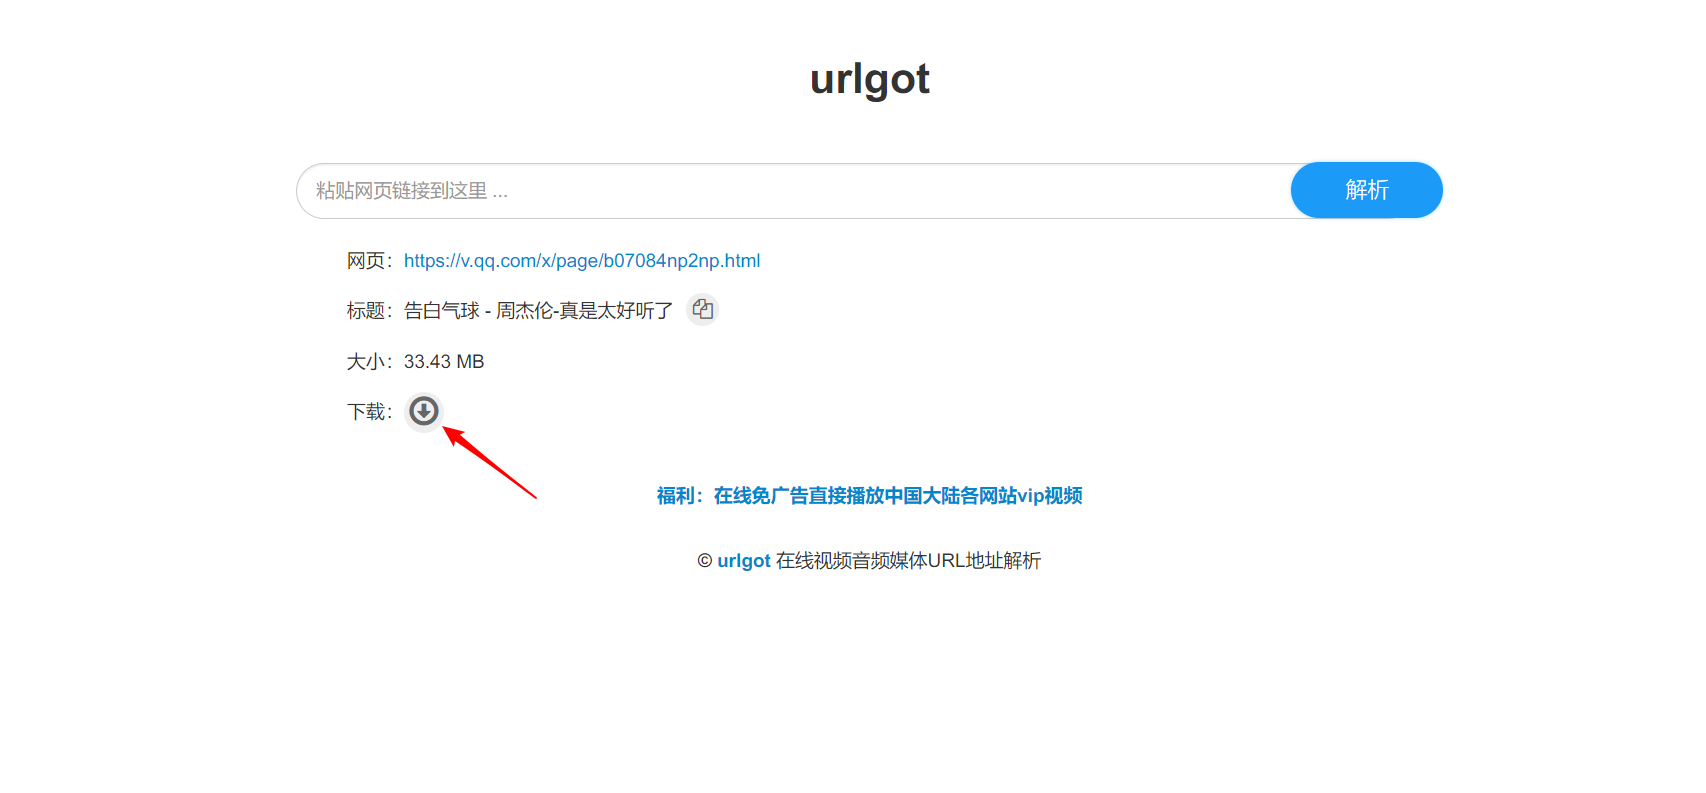 urlgot
粘贴网页链接到这里 ...
解析
网页：https://v.qq.com/x/page/b07084np2np.html
标题：告白气球 - 周杰伦-真是太好听了
大小：33.43 MB
下载：
福利：在线免广告直接播放中国大陆各网站vip视频
© urlgot 在线视频音频媒体URL地址解析